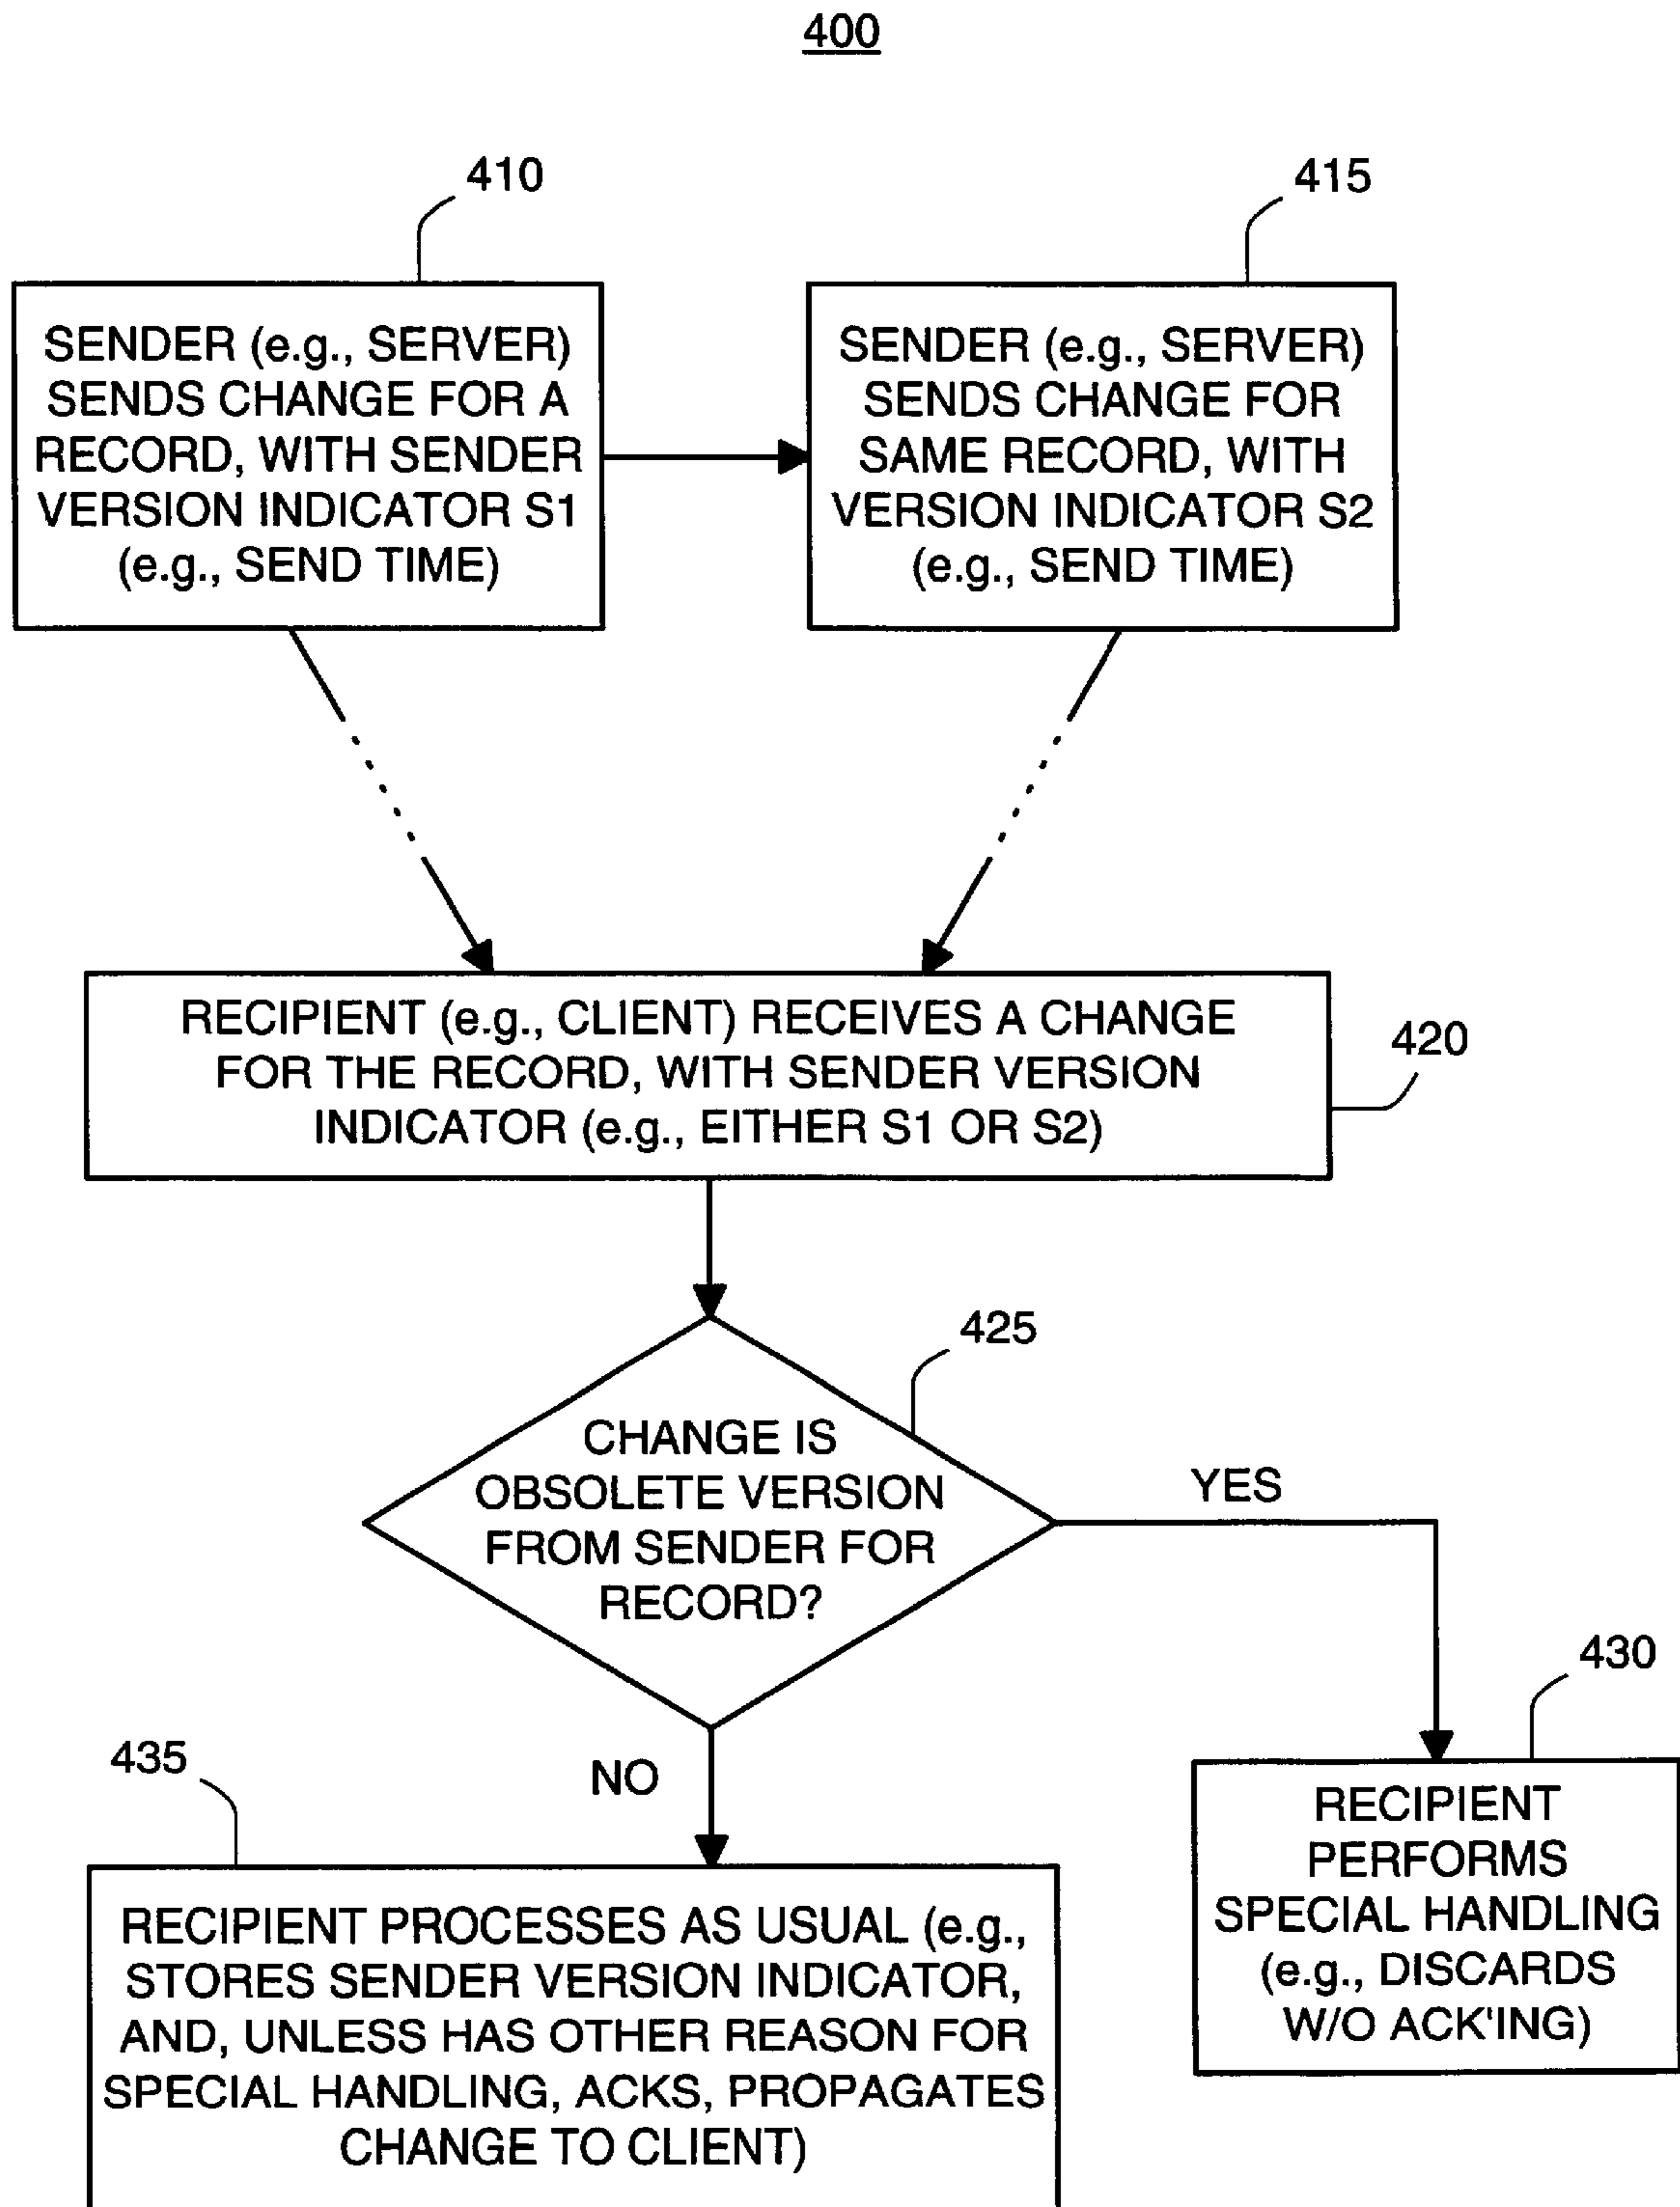 400
410
SENDER (e.g., SERVER)
SENDS CHANGE FOR A
RECORD, WITH SENDER
VERSION INDICATOR S1
(e.g., SEND TIME)
415
SENDER (e.g., SERVER)
SENDS CHANGE FOR
SAME RECORD, WITH
VERSION INDICATOR S2
(e.g., SEND TIME)
RECIPIENT (e.g., CLIENT) RECEIVES A CHANGE
FOR THE RECORD, WITH SENDER VERSION
INDICATOR (e.g., EITHER S1 OR S2)
420
425
CHANGE IS
OBSOLETE VERSION
FROM SENDER FOR
RECORD?
YES
NO
430
RECIPIENT
PERFORMS
SPECIAL HANDLING
(e.g., DISCARDS
W/O ACK'ING)
435
RECIPIENT PROCESSES AS USUAL (e.g.,
STORES SENDER VERSION INDICATOR,
AND, UNLESS HAS OTHER REASON FOR
SPECIAL HANDLING, ACKS, PROPAGATES
CHANGE TO CLIENT)